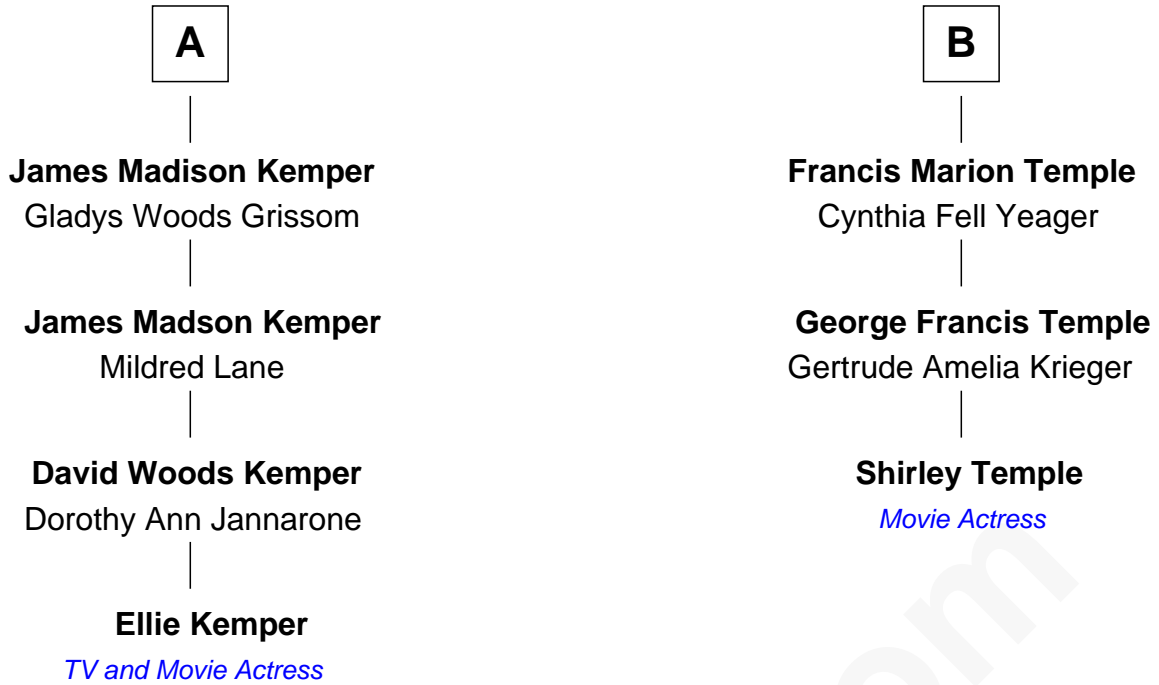 A
James Madison Kemper
Gladys Woods Grissom
James Madson Kemper
Mildred Lane
David Woods Kemper
Dorothy Ann Jannarone
Ellie Kemper
TV and Movie Actress
B
Francis Marion Temple
Cynthia Fell Yeager
George Francis Temple
Gertrude Amelia Krieger
Shirley Temple
Movie Actress
om